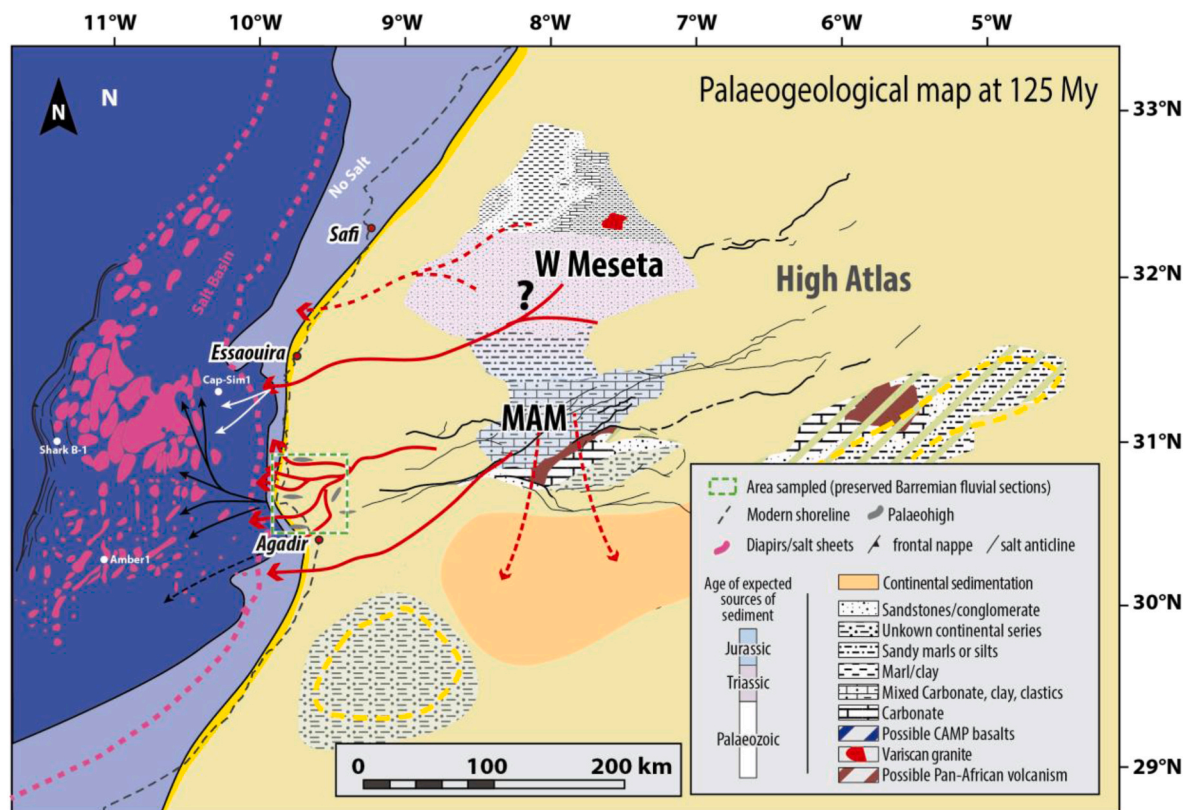 11°W 10°W 9°W 8°W 7°W 6°W 5°W
N
N
Palaeogeological map at 125 My
33°N
32°N
31°N
30°N
29°N
No Salt
Safi
Salt Basin
W Meseta
?
High Atlas
Essaouira
Cap-Sim1
MAM
Shark B-1
Agadir
Amber1
Area sampled (preserved Barremian fluvial sections)
Modern shoreline
Palaeohigh
Diapirs/salt sheets
frontal nappe
salt anticline
Age of expected
sources of
sediment
Jurassic
Triassic
Palaeozoic
Continental sedimentation
Sandstones/conglomerate
Unkown continental series
Sandy marls or silts
Marl/clay
Mixed Carbonate, clay, clastics
Carbonate
Possible CAMP basalts
Variscan granite
Possible Pan-African volcanism
0 100 200 km